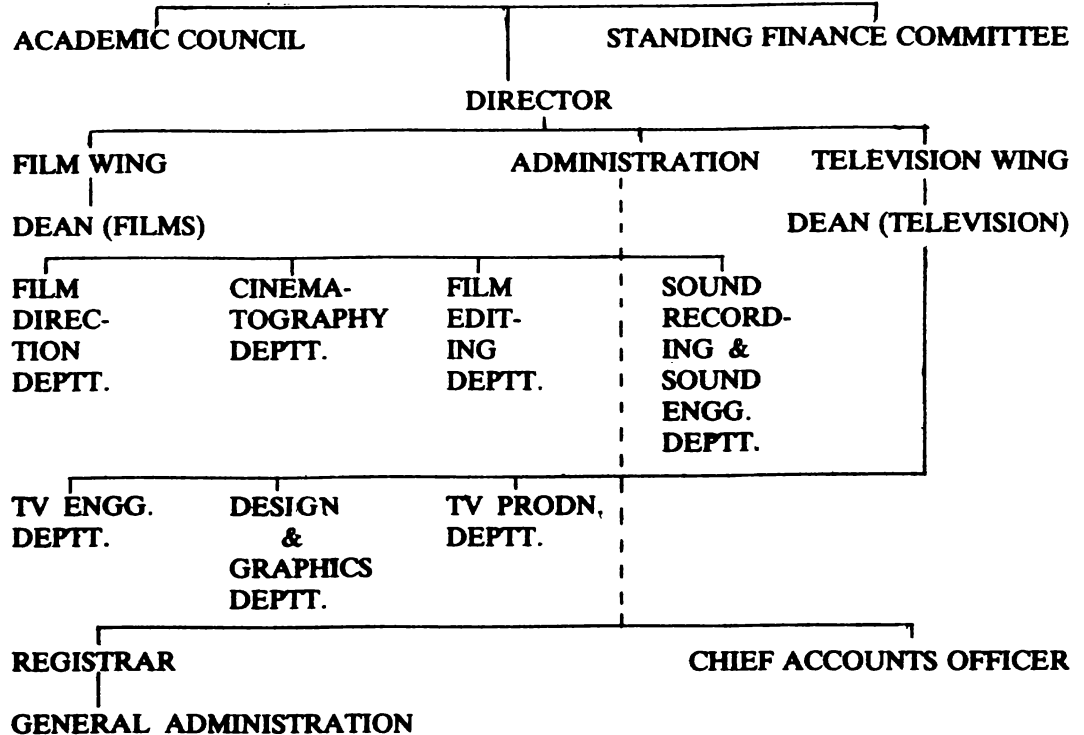 ACADEMIC COUNCIL
STANDING FINANCE COMMITTEE
DIRECTOR
FILM WING
ADMINISTRATION
TELEVISION WING
DEAN (FILMS)
DEAN (TELEVISION)
FILM
DIREC-
TION
DEPTT.
CINEMA-
TOGRAPHY
DEPTT.
FILM
EDIT-
ING
DEPTT.
SOUND
RECORD-
ING &
SOUND
ENGG.
DEPTT.
TV ENGG.
DEPTT.
DESIGN
&
GRAPHICS
DEPTT.
TV PRODN,
DEPTT.
REGISTRAR
CHIEF ACCOUNTS OFFICER
GENERAL ADMINISTRATION